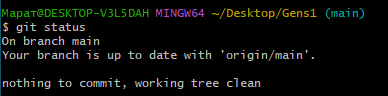 Марат@DESKTOP-V3L5DAH MINGW64 ~/Desktop/Gens1 (main)
$ git status
On branch main
Your branch is up to date with 'origin/main'.

nothing to commit, working tree clean